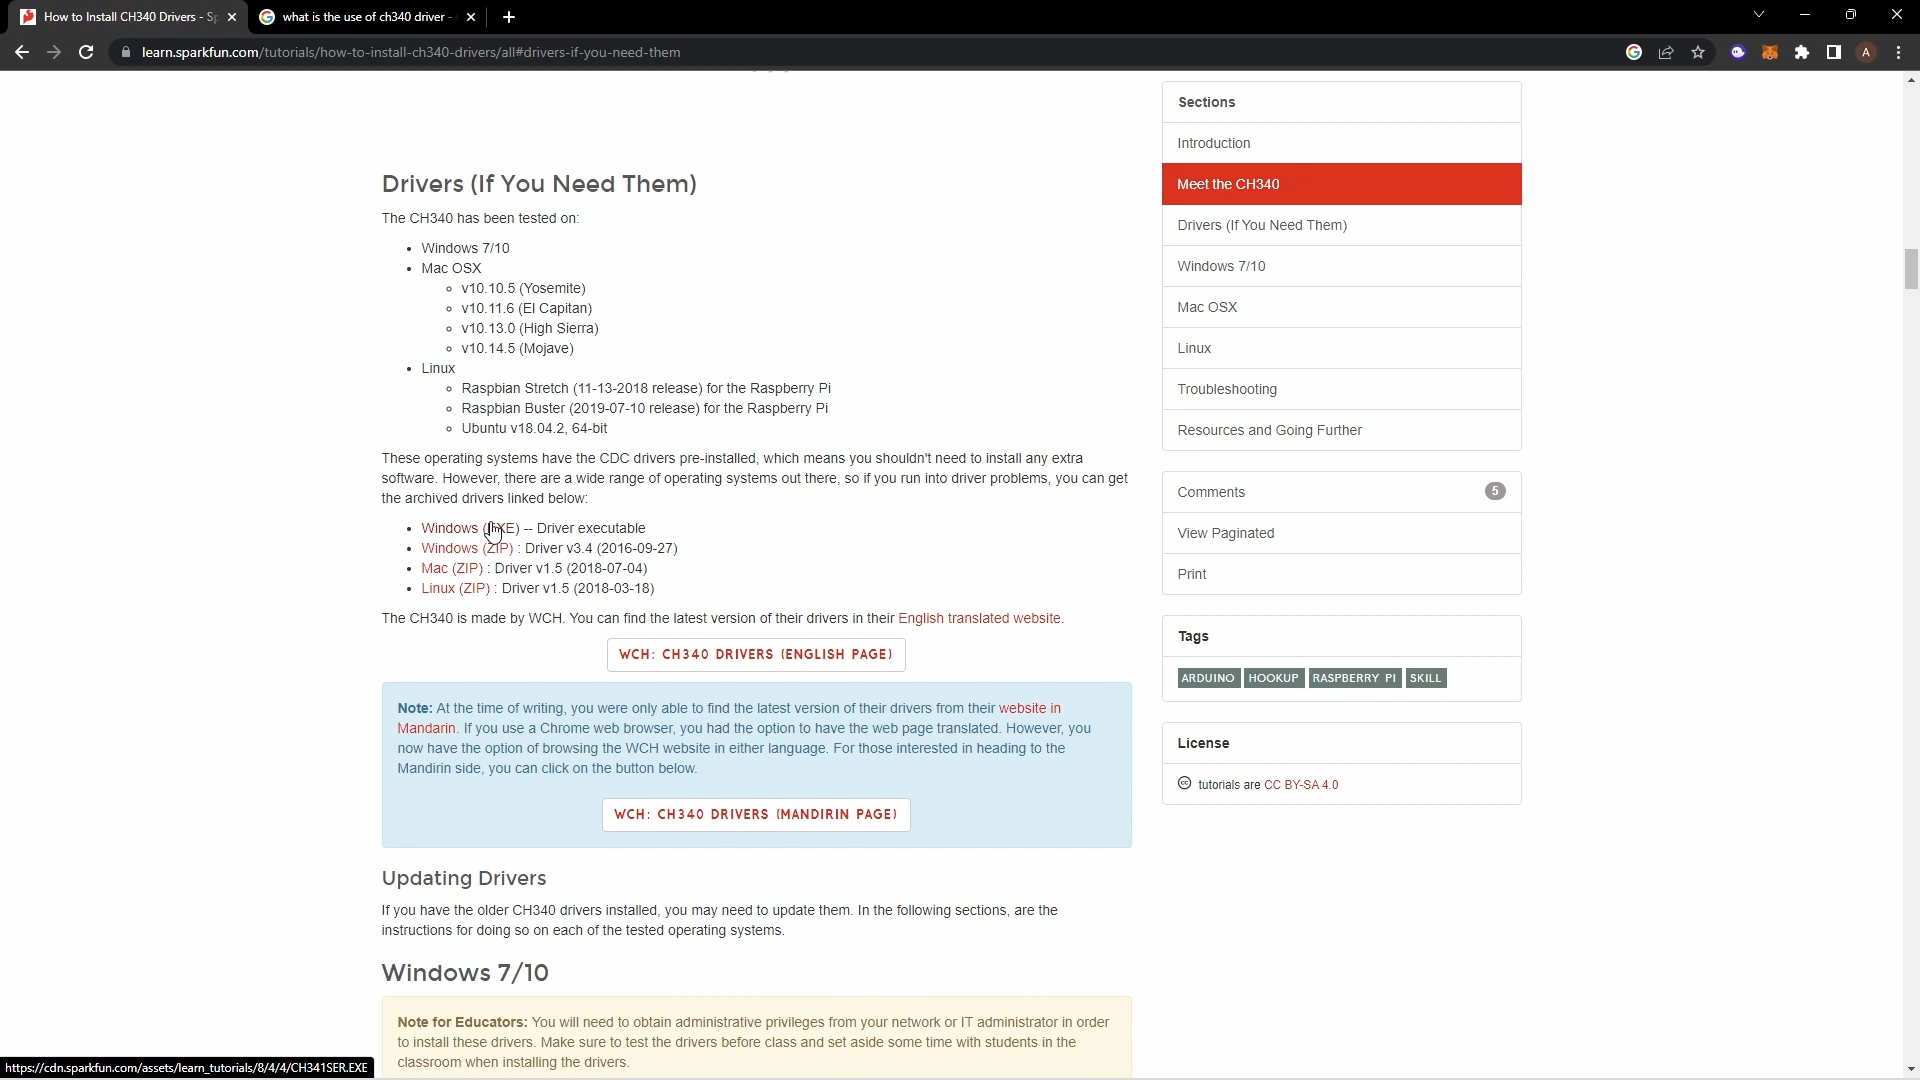 How to Install CH340 Drivers - Sp
what is the use of ch340 driver -
learn.sparkfun.com/tutorials/how-to-install-ch340-drivers/all#drivers-if-you-need-them
A
Drivers (If You Need Them)
The CH340 has been tested on:
Windows 7/10
Mac OSX
v10.10.5 (Yosemite)
v10.11.6 (El Capitan)
v10.13.0 (High Sierra)
v10.14.5 (Mojave)
Linux
Raspbian Stretch (11-13-2018 release) for the Raspberry Pi
Raspbian Buster (2019-07-10 release) for the Raspberry Pi
Ubuntu v18.04.2, 64-bit
These operating systems have the CDC drivers pre-installed, which means you shouldn't need to install any extra
software. However, there are a wide range of operating systems out there, so if you run into driver problems, you can get
the archived drivers linked below:
Windows (EXE) -- Driver executable
Windows (ZIP) : Driver v3.4 (2016-09-27)
Mac (ZIP) : Driver v1.5 (2018-07-04)
Linux (ZIP) : Driver v1.5 (2018-03-18)
The CH340 is made by WCH. You can find the latest version of their drivers in their English translated website.
WCH: CH340 DRIVERS (ENGLISH PAGE)
Note: At the time of writing, you were only able to find the latest version of their drivers from their website in
Mandarin. If you use a Chrome web browser, you had the option to have the web page translated. However, you
now have the option of browsing the WCH website in either language. For those interested in heading to the
Mandirin side, you can click on the button below.
WCH: CH340 DRIVERS (MANDIRIN PAGE)
Updating Drivers
If you have the older CH340 drivers installed, you may need to update them. In the following sections, are the
instructions for doing so on each of the tested operating systems.
Windows 7/10
Note for Educators: You will need to obtain administrative privileges from your network or IT administrator in order
to install these drivers. Make sure to test the drivers before class and set aside some time with students in the
classroom when installing the drivers.
Sections
Introduction
Meet the CH340
Drivers (If You Need Them)
Windows 7/10
Mac OSX
Linux
Troubleshooting
Resources and Going Further
Comments 5
View Paginated
Print
Tags
ARDUINO HOOKUP RASPBERRY PI SKILL
License
cc tutorials are CC BY-SA 4.0
https://cdn.sparkfun.com/assets/learn_tutorials/8/4/4/CH341SER.EXE